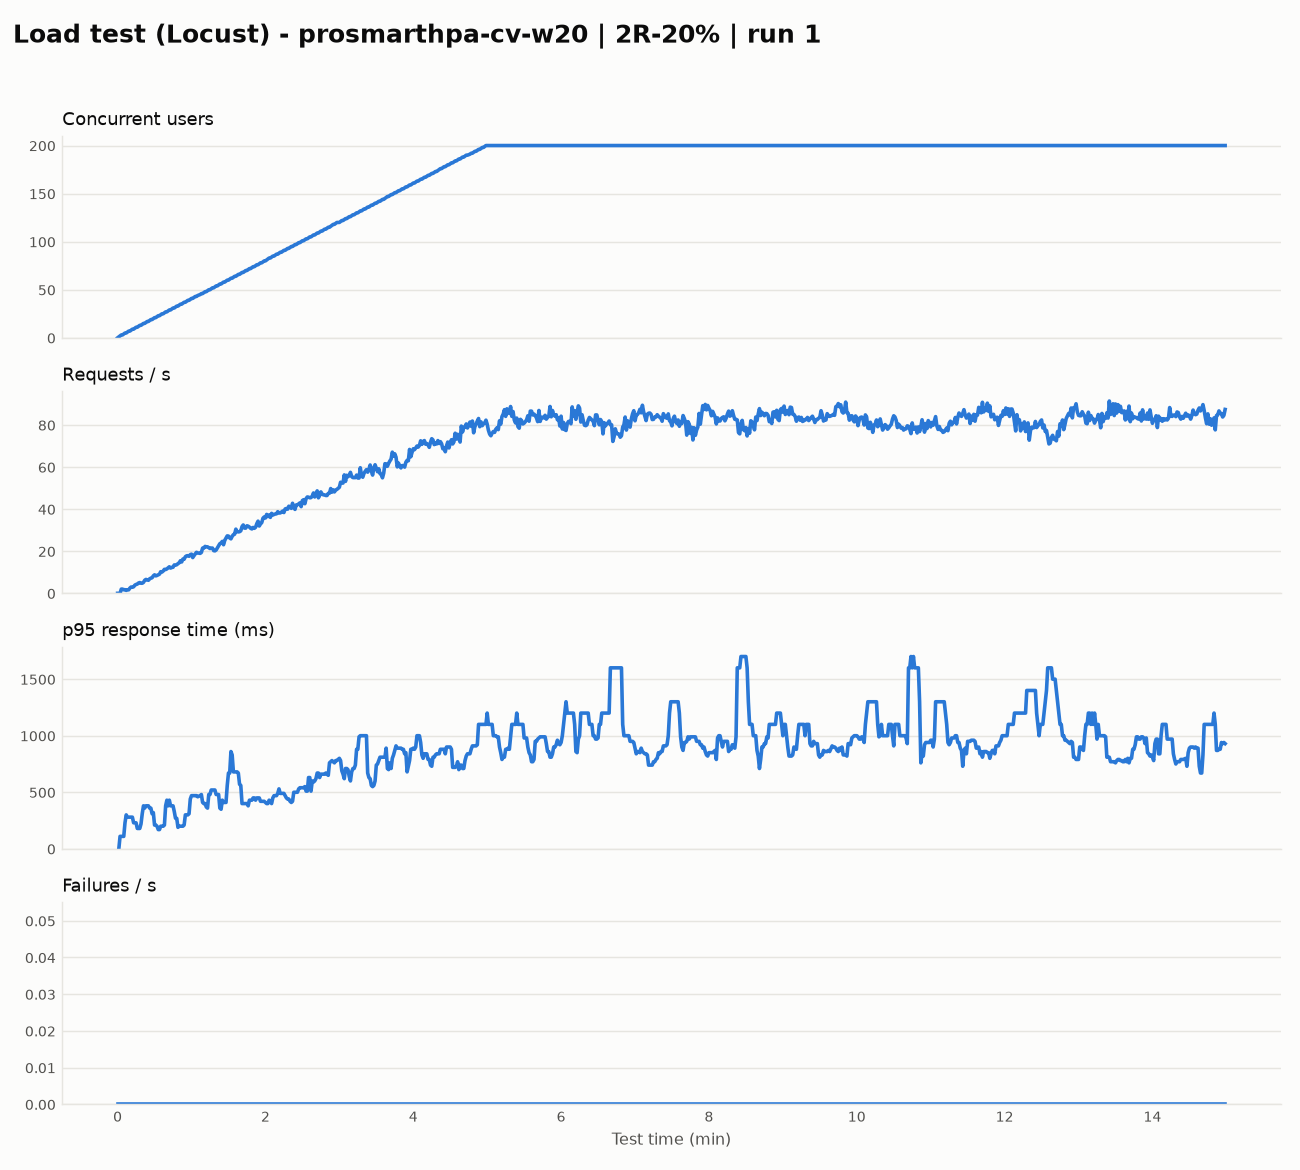 Load test (Locust) - prosmarthpa-cv-w20 | 2R-20% | run 1
Concurrent users
200
150
100
50
0
Requests / s
80
60
40
20
0
p95 response time (ms)
1500
1000
500
0
Failures / s
0.05
0.04
0.03
0.02
0.01
0.00
0 2 4 6 8 10 12 14
Test time (min)